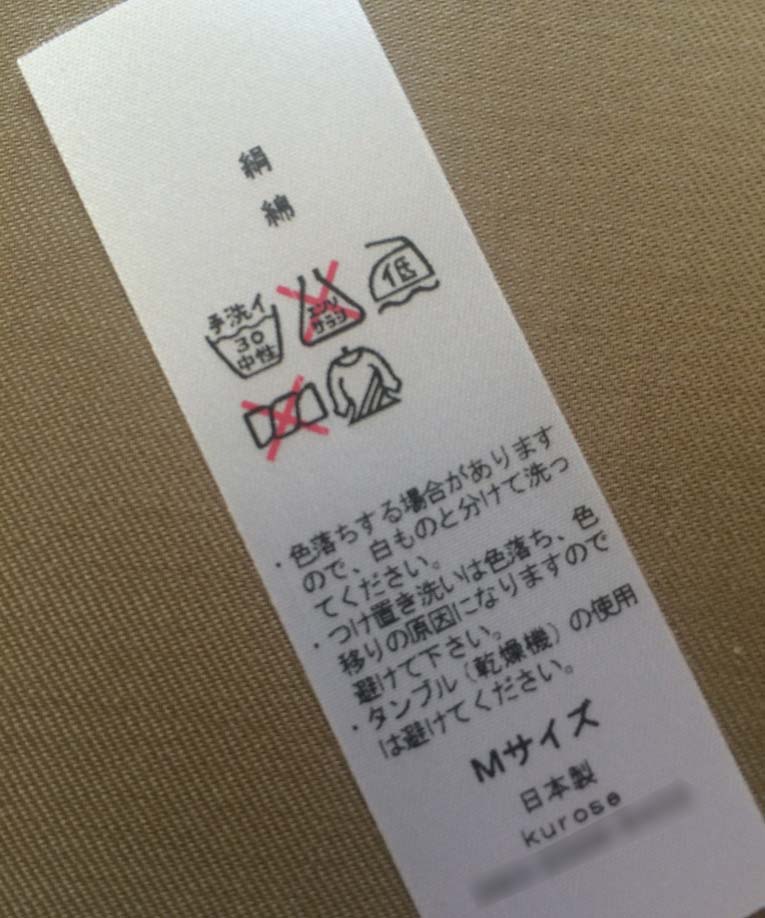 絹
綿
手洗イ
30
中性
エンソ
サラシ
低
・色落ちする場合があります
ので、白ものと分けて洗っ
てください。
・つけ置き洗いは色落ち、色
移りの原因になりますので
避けて下さい。
・タンブル（乾燥機）の使用
は避けてください。
Mサイズ
日本製
kurose